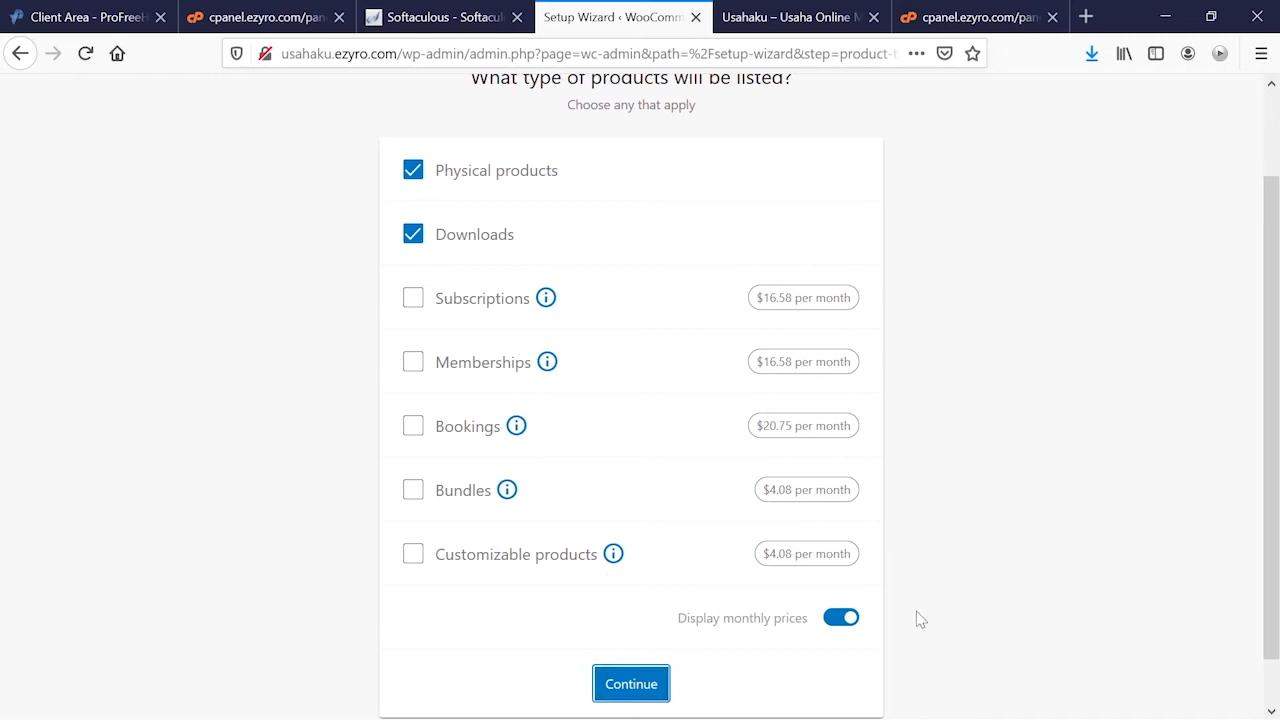 Client Area - ProFreeH
cpanel.ezyro.com/pan
Softaculous - Softacul
Setup Wizard ‹ WooComm
Usahaku – Usaha Online M
cpanel.ezyro.com/pan
usahaku.ezyro.com/wp-admin/admin.php?page=wc-admin&path=%2Fsetup-wizard&step=product-t
What type of products will be listed?
Choose any that apply
Physical products
Downloads
Subscriptions $16.58 per month
Memberships $16.58 per month
Bookings $20.75 per month
Bundles $4.08 per month
Customizable products $4.08 per month
Display monthly prices
Continue